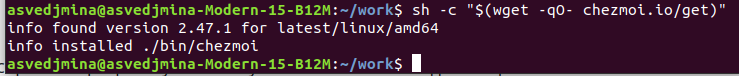 asvedjmina@asvedjmina-Modern-15-B12M:~/work$ sh -c "$(wget -qO- chezmoi.io/get)"
info found version 2.47.1 for latest/linux/amd64
info installed ./bin/chezmoi
asvedjmina@asvedjmina-Modern-15-B12M:~/work$